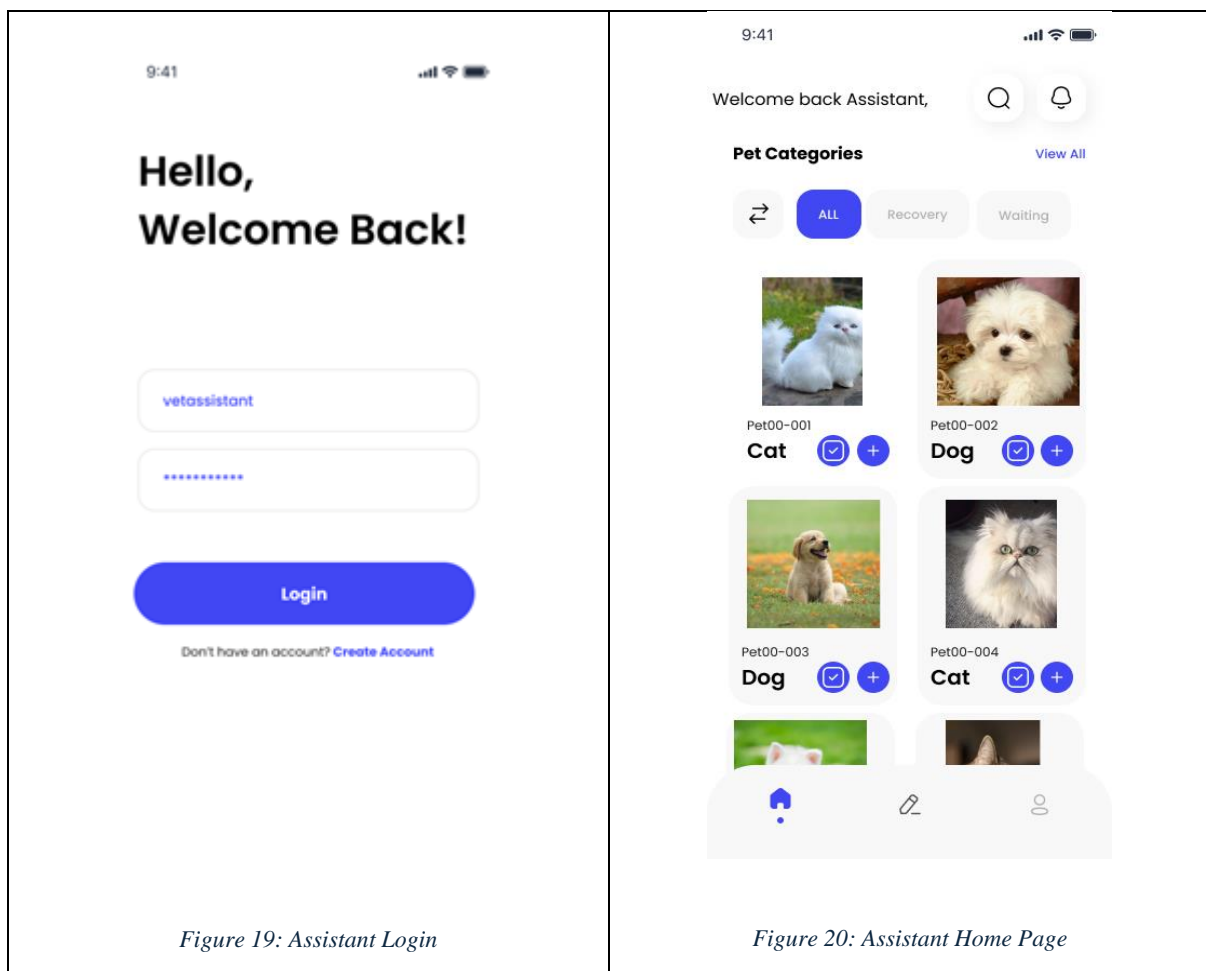 9:41
Hello,
Welcome Back!
vetassistant
***********
Login
Don't have an account? Create Account
Figure 19: Assistant Login
9:41
Welcome back Assistant,
Pet Categories View All
ALL Recovery Waiting
Pet00-001 Pet00-002
Cat Dog
Pet00-003 Pet00-004
Dog Cat
Figure 20: Assistant Home Page